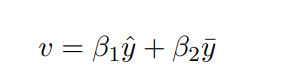 v = β₁ŷ + β₂ȳ